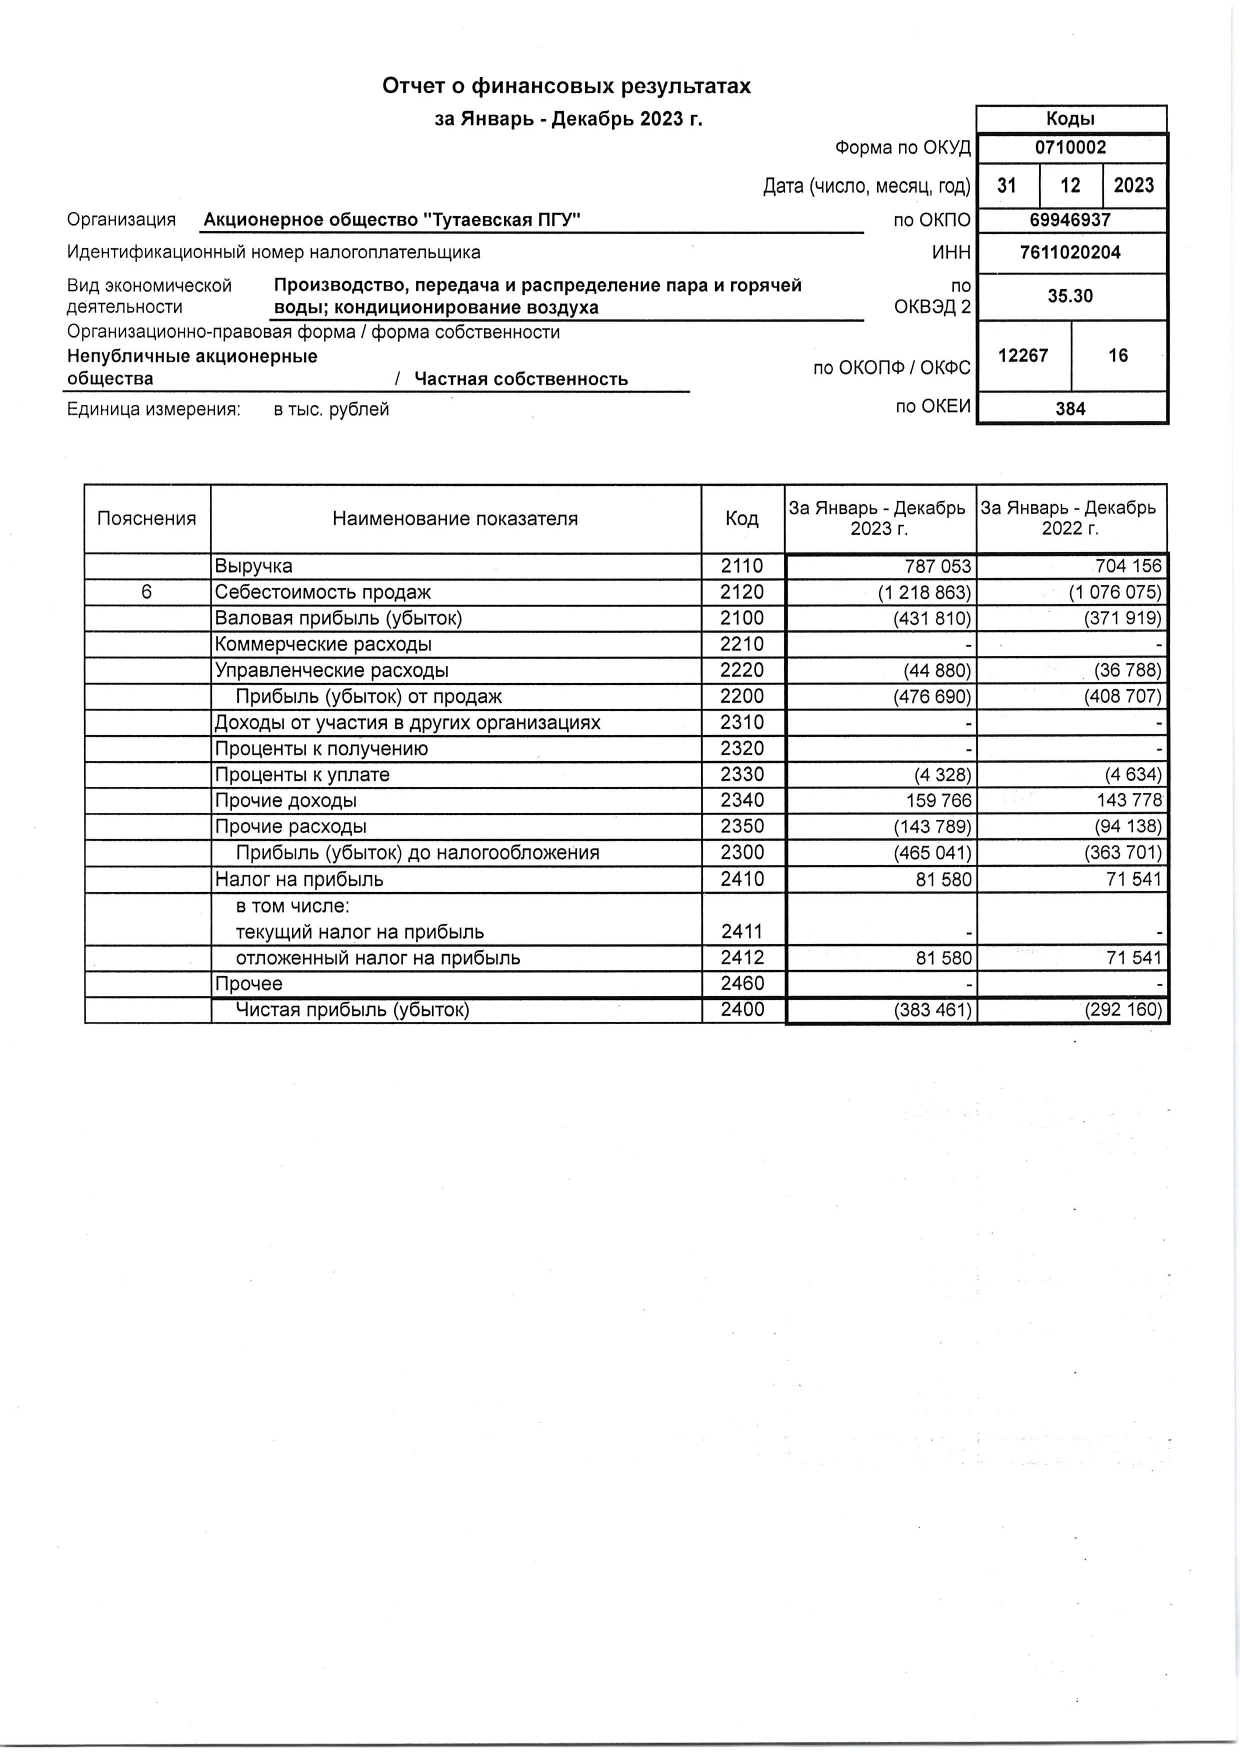 Отчет о финансовых результатах
за Январь - Декабрь 2023 г.
Коды
Форма по ОКУД 0710002
Дата (число, месяц, год) 31 12 2023
Организация Акционерное общество "Тутаевская ПГУ" по ОКПО 69946937
Идентификационный номер налогоплательщика ИНН 7611020204
Вид экономической Производство, передача и распределение пара и горячей по
деятельности воды; кондиционирование воздуха ОКВЭД 2 35.30
Организационно-правовая форма / форма собственности
Непубличные акционерные 12267 16
общества / Частная собственность по ОКОПФ / ОКФС
Единица измерения: в тыс. рублей по ОКЕИ 384
Пояснения Наименование показателя Код За Январь - Декабрь 2023 г. За Январь - Декабрь 2022 г.
Выручка 2110 787 053 704 156
6 Себестоимость продаж 2120 (1 218 863) (1 076 075)
Валовая прибыль (убыток) 2100 (431 810) (371 919)
Коммерческие расходы 2210 - -
Управленческие расходы 2220 (44 880) (36 788)
Прибыль (убыток) от продаж 2200 (476 690) (408 707)
Доходы от участия в других организациях 2310 - -
Проценты к получению 2320 - -
Проценты к уплате 2330 (4 328) (4 634)
Прочие доходы 2340 159 766 143 778
Прочие расходы 2350 (143 789) (94 138)
Прибыль (убыток) до налогообложения 2300 (465 041) (363 701)
Налог на прибыль 2410 81 580 71 541
в том числе:
текущий налог на прибыль 2411 - -
отложенный налог на прибыль 2412 81 580 71 541
Прочее 2460 - -
Чистая прибыль (убыток) 2400 (383 461) (292 160)